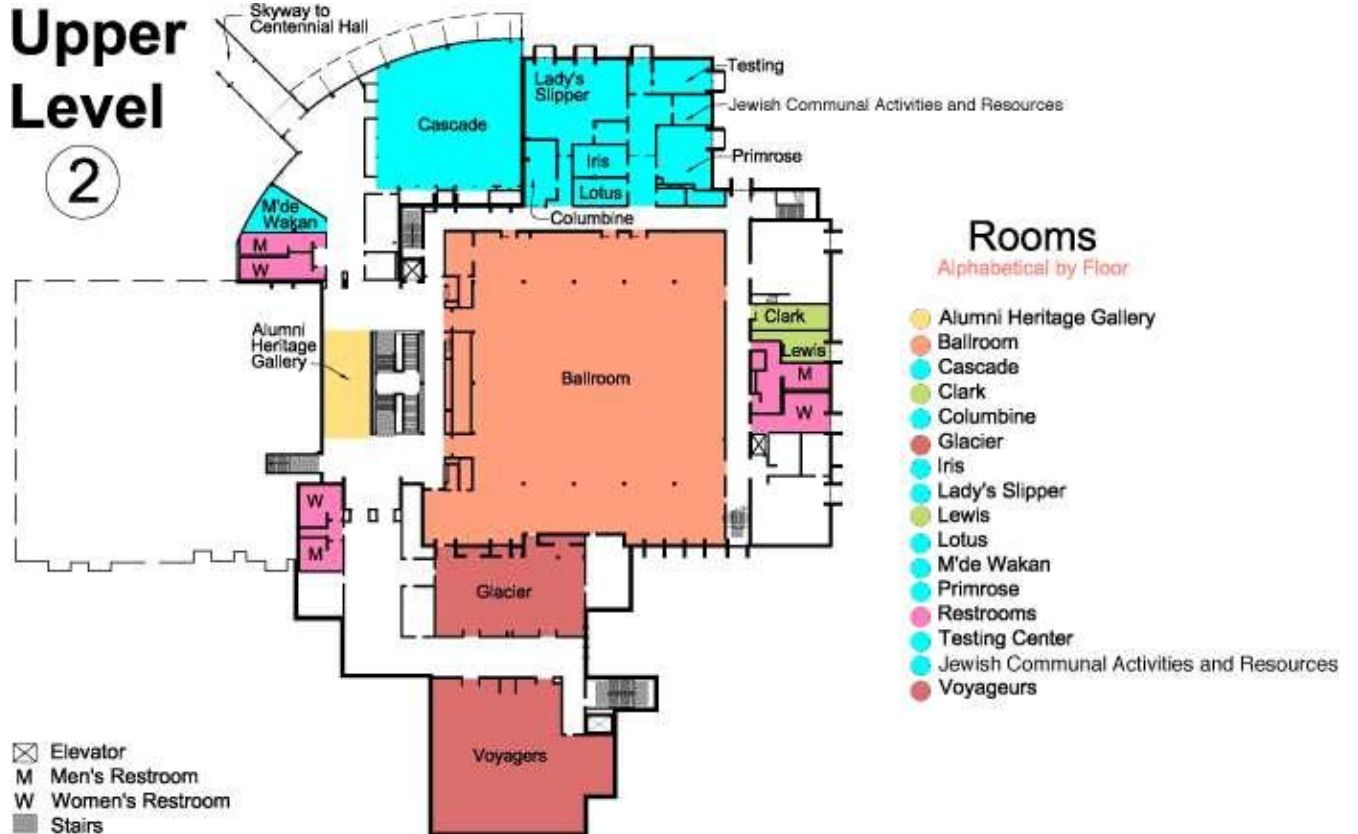 Upper
Level
2
Skyway to
Centennial Hall
Cascade
Lady's
Slipper
Testing
Jewish Communal Activities and Resources
Iris
Primrose
Lotus
Columbine
M'de
Wakan
M
W
Alumni
Heritage
Gallery
Ballroom
Clark
Lewis
M
W
W
M
Glacier
Voyagers
Rooms
Alphabetical by Floor
Alumni Heritage Gallery
Ballroom
Cascade
Clark
Columbine
Glacier
Iris
Lady's Slipper
Lewis
Lotus
M'de Wakan
Primrose
Restrooms
Testing Center
Jewish Communal Activities and Resources
Voyageurs
Elevator
M Men's Restroom
W Women's Restroom
Stairs